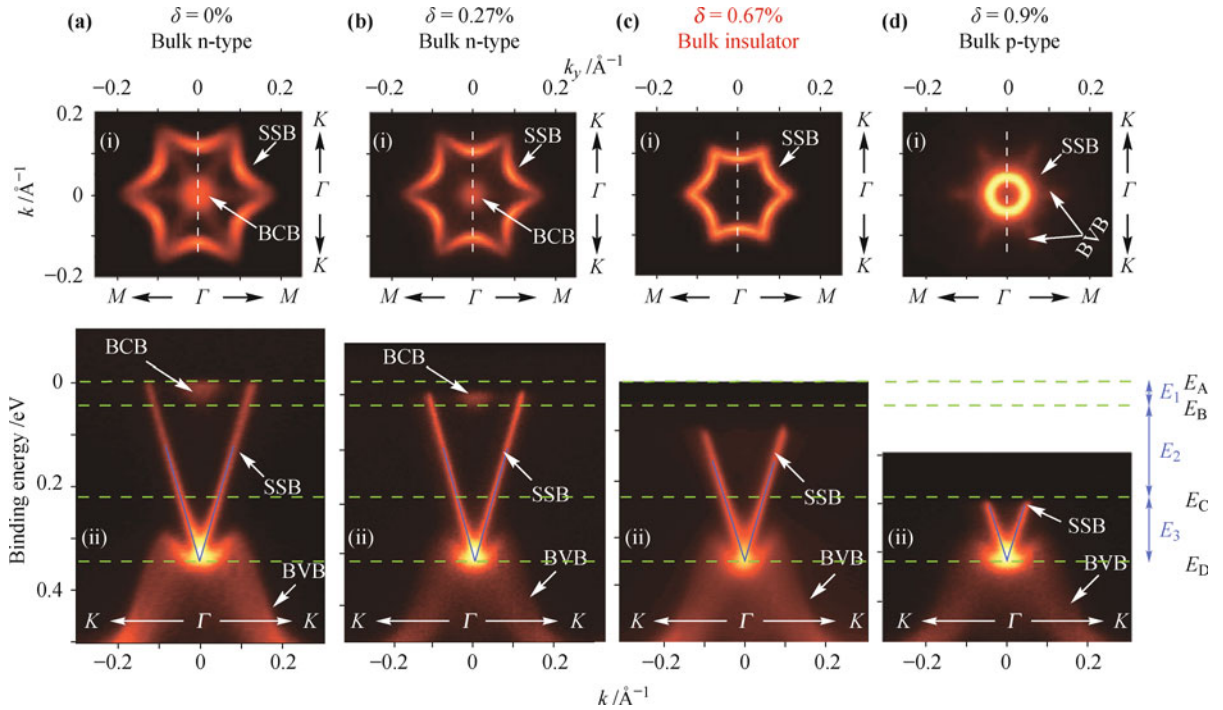 (a) δ = 0%
Bulk n-type
(b) δ = 0.27%
Bulk n-type
(c) δ = 0.67%
Bulk insulator
(d) δ = 0.9%
Bulk p-type
k_y /Å⁻¹
−0.2 0 0.2
−0.2 0 0.2
−0.2 0 0.2
−0.2 0 0.2
k /Å⁻¹
0.2
0
−0.2
(i)
SSB
BCB
K
Γ
K
M Γ M
(i)
SSB
BCB
K
Γ
K
M Γ M
(i)
SSB
K
Γ
K
M Γ M
(i)
SSB
BVB
K
Γ
K
M Γ M
Binding energy /eV
0
0.2
0.4
BCB
SSB
(ii)
BVB
K Γ K
−0.2 0 0.2
BCB
SSB
(ii)
BVB
K Γ K
−0.2 0 0.2
SSB
(ii)
BVB
K Γ K
−0.2 0 0.2
SSB
(ii)
BVB
K Γ K
−0.2 0 0.2
E₁
E₂
E₃
E_A
E_B
E_C
E_D
k /Å⁻¹